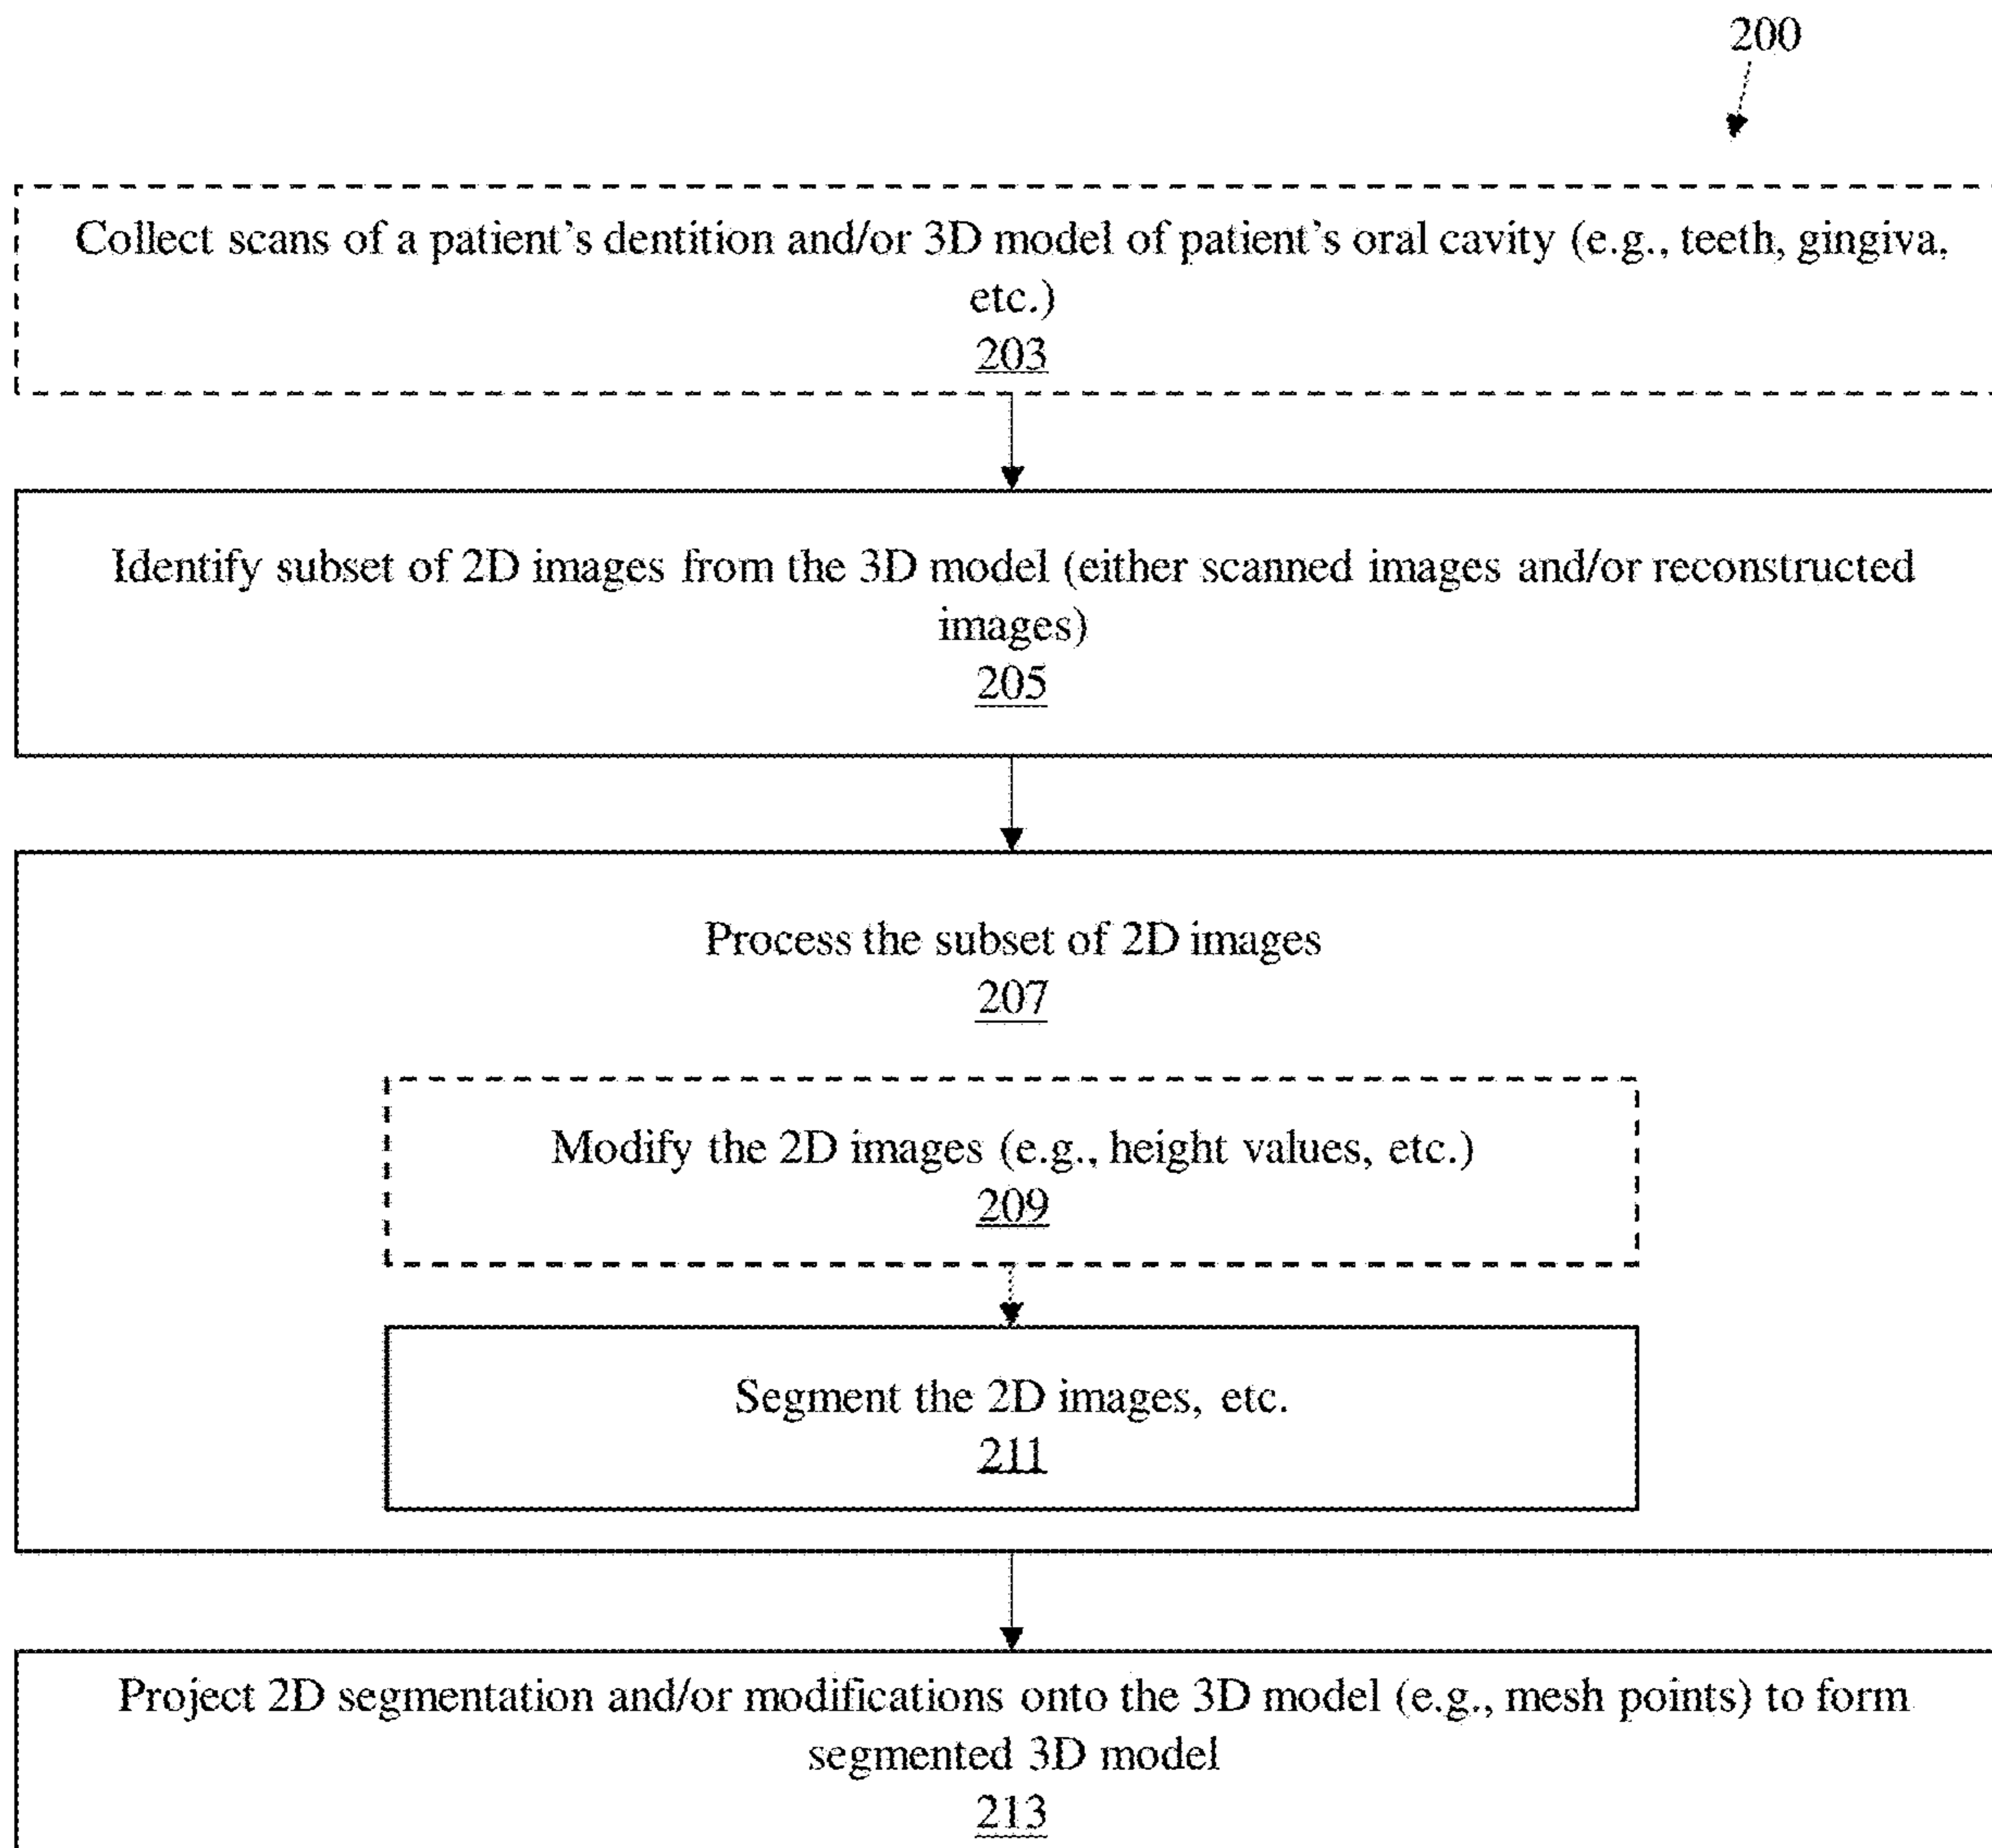 200
Collect scans of a patient's dentition and/or 3D model of patient's oral cavity (e.g., teeth, gingiva,
etc.)
203
Identify subset of 2D images from the 3D model (either scanned images and/or reconstructed
images)
205
Process the subset of 2D images
207
Modify the 2D images (e.g., height values, etc.)
209
Segment the 2D images, etc.
211
Project 2D segmentation and/or modifications onto the 3D model (e.g., mesh points) to form
segmented 3D model
213